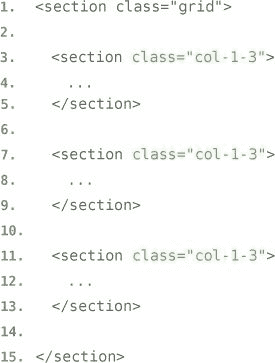 1. <section class="grid">
2.
3. <section class="col-1-3">
4. ...
5. </section>
6.
7. <section class="col-1-3">
8. ...
9. </section>
10.
11. <section class="col-1-3">
12. ...
13. </section>
14.
15. </section>